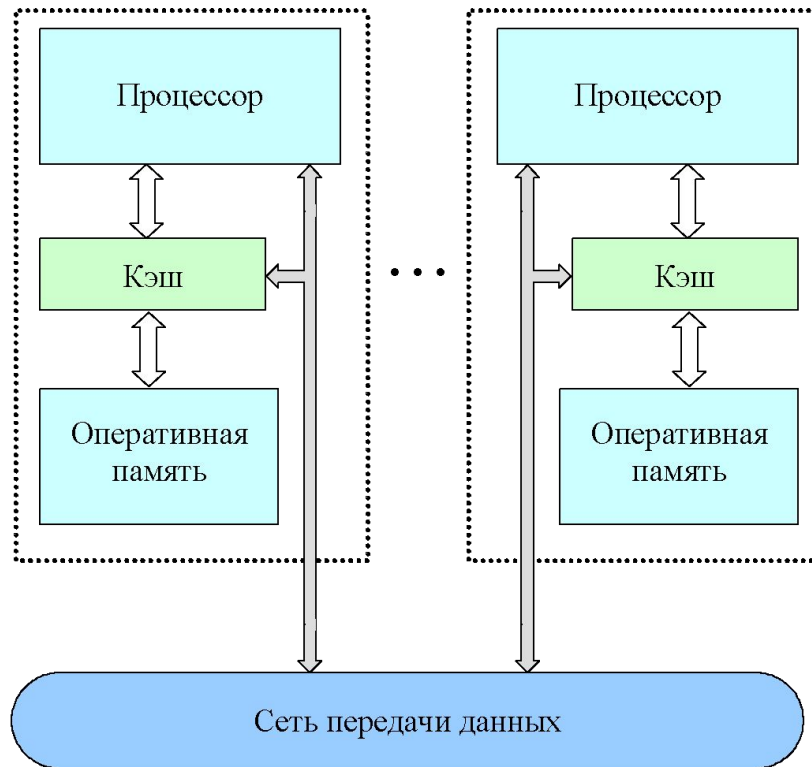 Процессор
Процессор
Кэш
• • •
Кэш
Оперативная
память
Оперативная
память
Сеть передачи данных